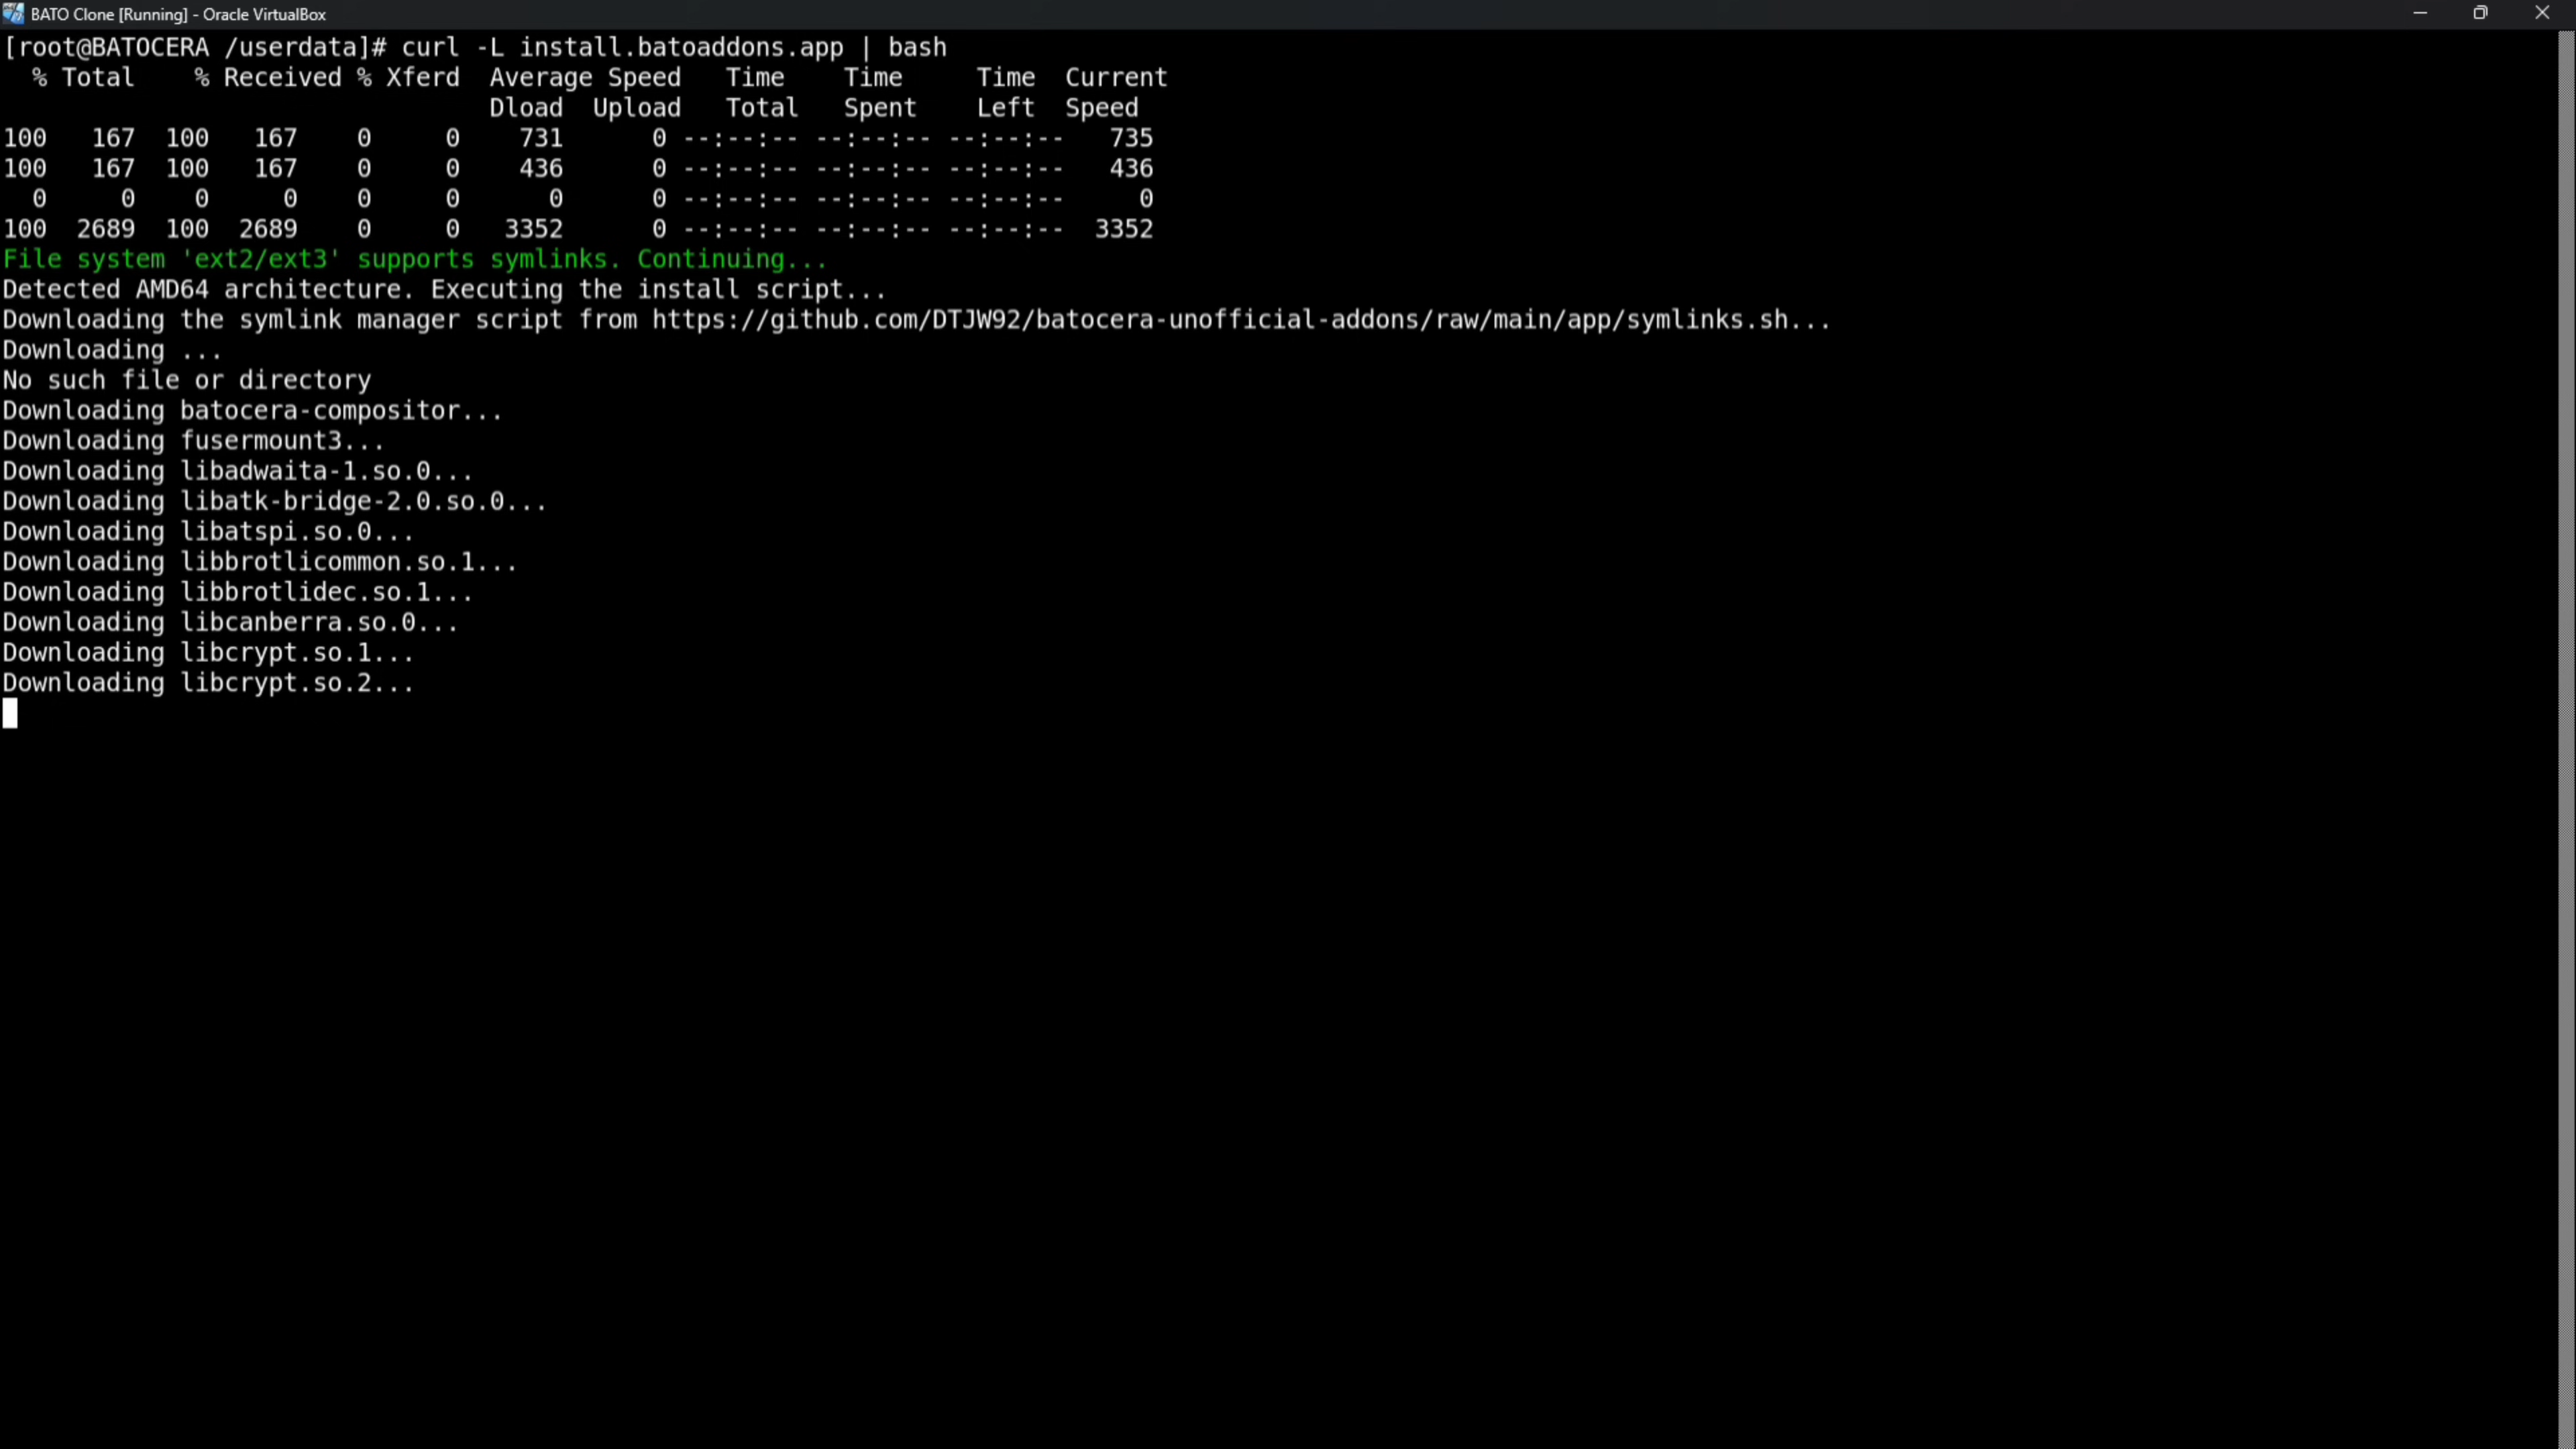 BATO Clone [Running] - Oracle VirtualBox
[root@BATOCERA /userdata]# curl -L install.batoaddons.app | bash
  % Total    % Received % Xferd  Average Speed   Time    Time     Time  Current
                                 Dload  Upload   Total   Spent    Left  Speed
100   167  100   167    0     0    731      0 --:--:-- --:--:-- --:--:--   735
100   167  100   167    0     0    436      0 --:--:-- --:--:-- --:--:--   436
  0     0    0     0    0     0      0      0 --:--:-- --:--:-- --:--:--     0
100  2689  100  2689    0     0   3352      0 --:--:-- --:--:-- --:--:--  3352
File system 'ext2/ext3' supports symlinks. Continuing...
Detected AMD64 architecture. Executing the install script...
Downloading the symlink manager script from https://github.com/DTJW92/batocera-unofficial-addons/raw/main/app/symlinks.sh...
Downloading ...
No such file or directory
Downloading batocera-compositor...
Downloading fusermount3...
Downloading libadwaita-1.so.0...
Downloading libatk-bridge-2.0.so.0...
Downloading libatspi.so.0...
Downloading libbrotlicommon.so.1...
Downloading libbrotlidec.so.1...
Downloading libcanberra.so.0...
Downloading libcrypt.so.1...
Downloading libcrypt.so.2...